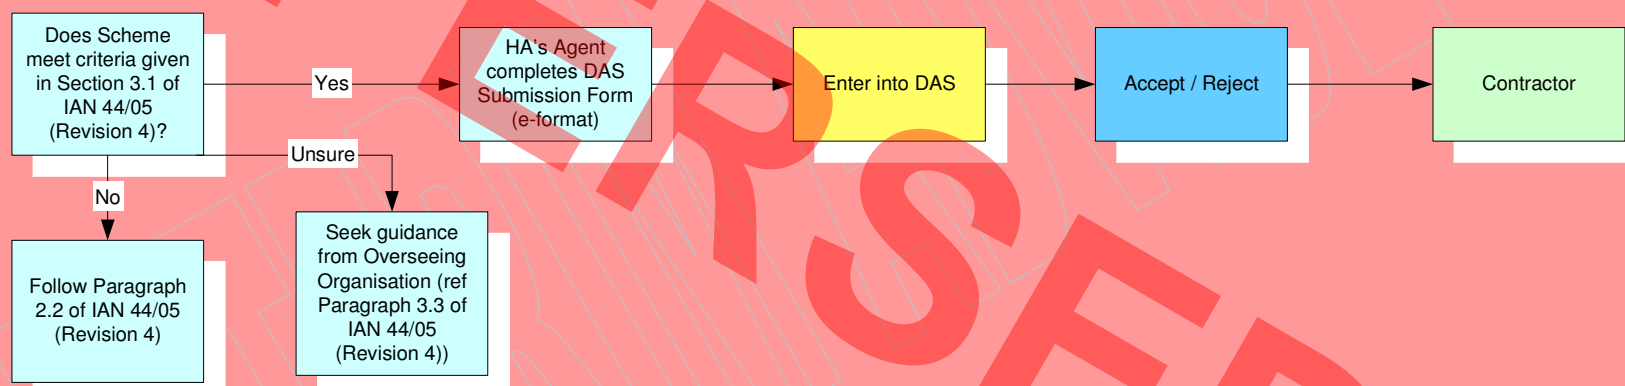 Does Scheme
meet criteria given
in Section 3.1 of
IAN 44/05
(Revision 4)?
Yes
HA's Agent
completes DAS
Submission Form
(e-format)
Enter into DAS
Accept / Reject
Contractor
Unsure
No
Follow Paragraph
2.2 of IAN 44/05
(Revision 4)
Seek guidance
from Overseeing
Organisation (ref
Paragraph 3.3 of
IAN 44/05
(Revision 4))
ERSE